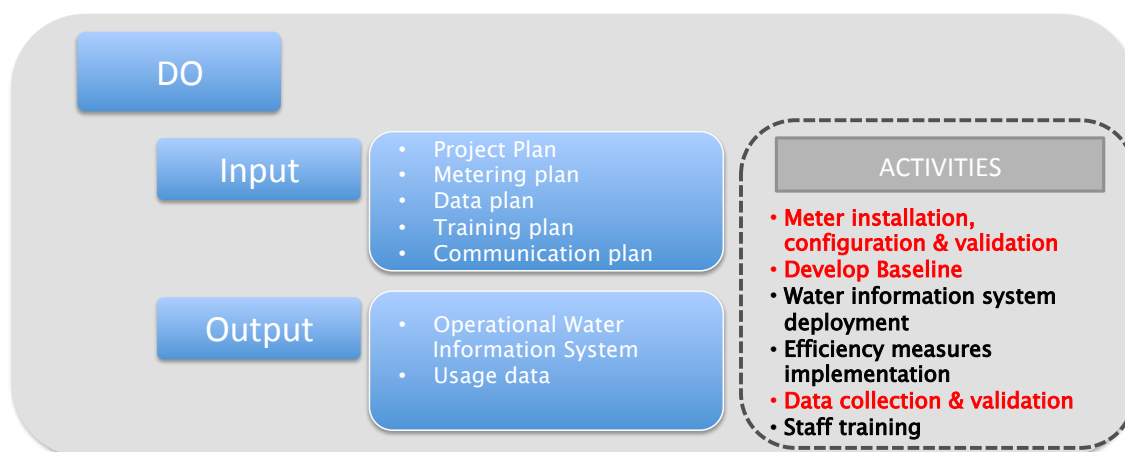 DO
Input
• Project Plan
• Metering plan
• Data plan
• Training plan
• Communication plan
Output
• Operational Water
Information System
• Usage data
ACTIVITIES
• Meter installation,
configuration & validation
• Develop Baseline
• Water information system
deployment
• Efficiency measures
implementation
• Data collection & validation
• Staff training